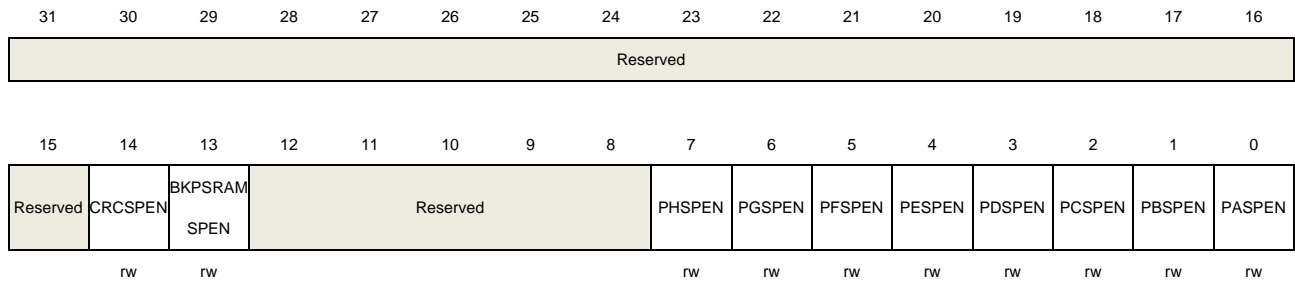 31 30 29 28 27 26 25 24 23 22 21 20 19 18 17 16
Reserved
15 14 13 12 11 10 9 8 7 6 5 4 3 2 1 0
Reserved CRCSPEN BKPSRAM SPEN Reserved PHSPEN PGSPEN PFSPEN PESPEN PDSPEN PCSPEN PBSPEN PASPEN
rw rw rw rw rw rw rw rw rw rw